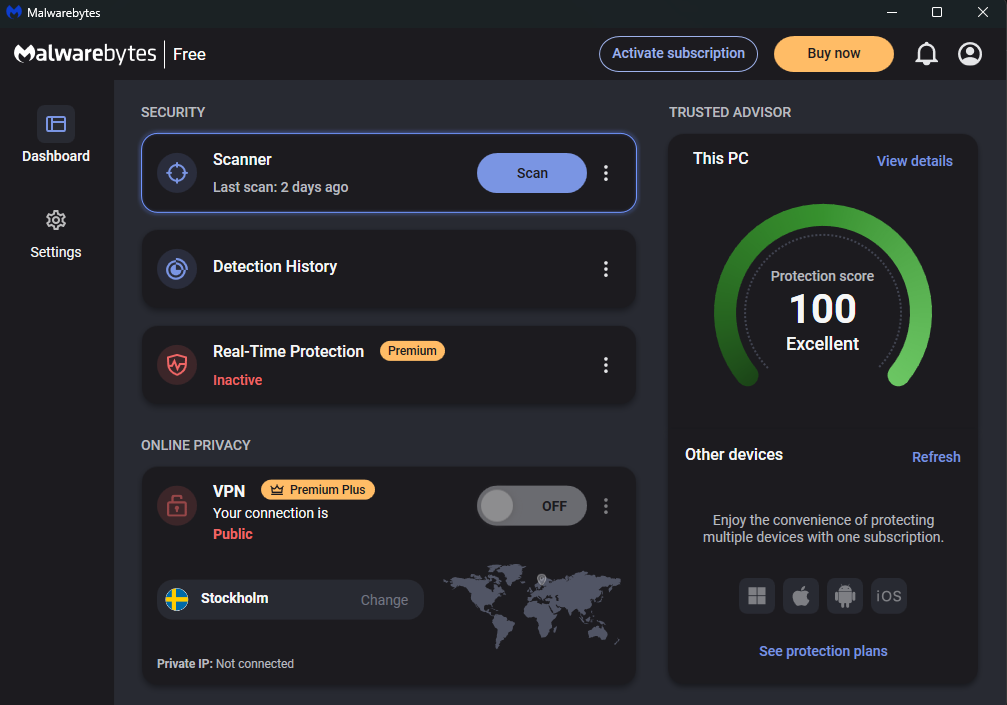 Malwarebytes
Malwarebytes | Free
Activate subscription
Buy now
Dashboard
Settings
SECURITY
Scanner
Last scan: 2 days ago
Scan
Detection History
Real-Time Protection
Premium
Inactive
ONLINE PRIVACY
VPN
Premium Plus
Your connection is
Public
OFF
Stockholm
Change
Private IP: Not connected
TRUSTED ADVISOR
This PC
View details
Protection score
100
Excellent
Other devices
Refresh
Enjoy the convenience of protecting
multiple devices with one subscription.
iOS
See protection plans